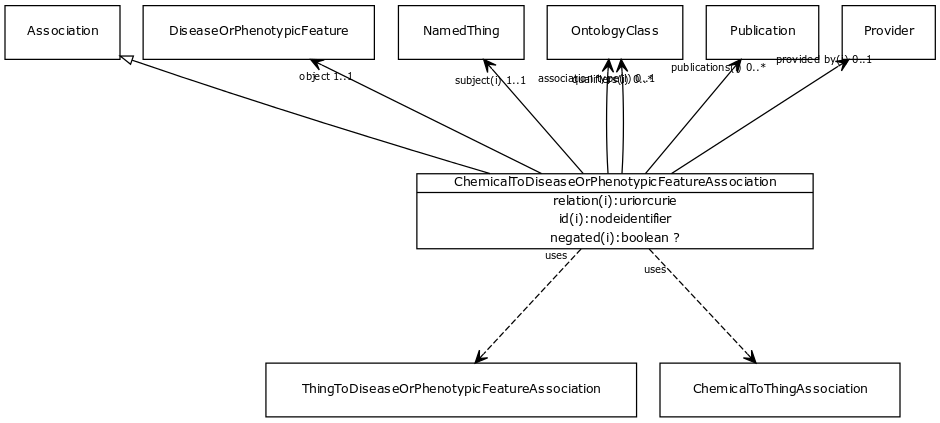 Association
DiseaseOrPhenotypicFeature
NamedThing
OntologyClass
Publication
Provider
object 1..1
subject(i) 1..1
association type(i) 0..1
qualifiers(i) 0..*
publications(i) 0..*
provided by(i) 0..1
ChemicalToDiseaseOrPhenotypicFeatureAssociation
relation(i):uriorcurie
id(i):nodeidentifier
negated(i):boolean ?
uses
uses
ThingToDiseaseOrPhenotypicFeatureAssociation
ChemicalToThingAssociation